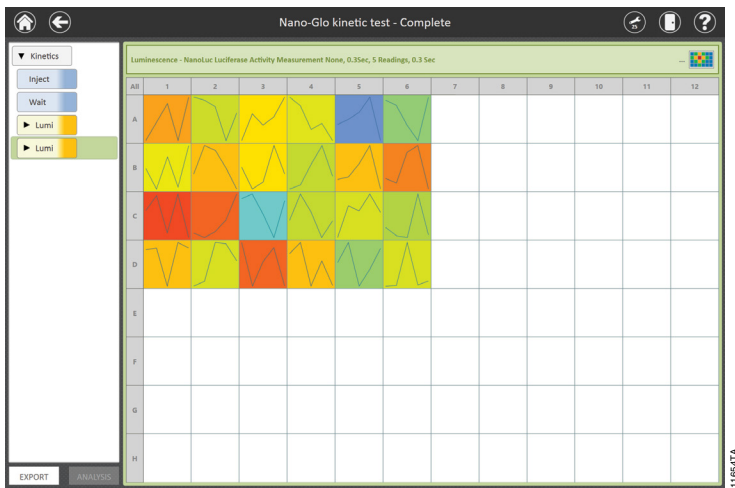 Nano-Glo kinetic test - Complete
25
?
Kinetics
Inject
Wait
Lumi
Lumi
Luminescence - NanoLuc Luciferase Activity Measurement None, 0.3Sec, 5 Readings, 0.3 Sec
...
All 1 2 3 4 5 6 7 8 9 10 11 12
A
B
C
D
E
F
G
H
EXPORT ANALYSIS
11654TA